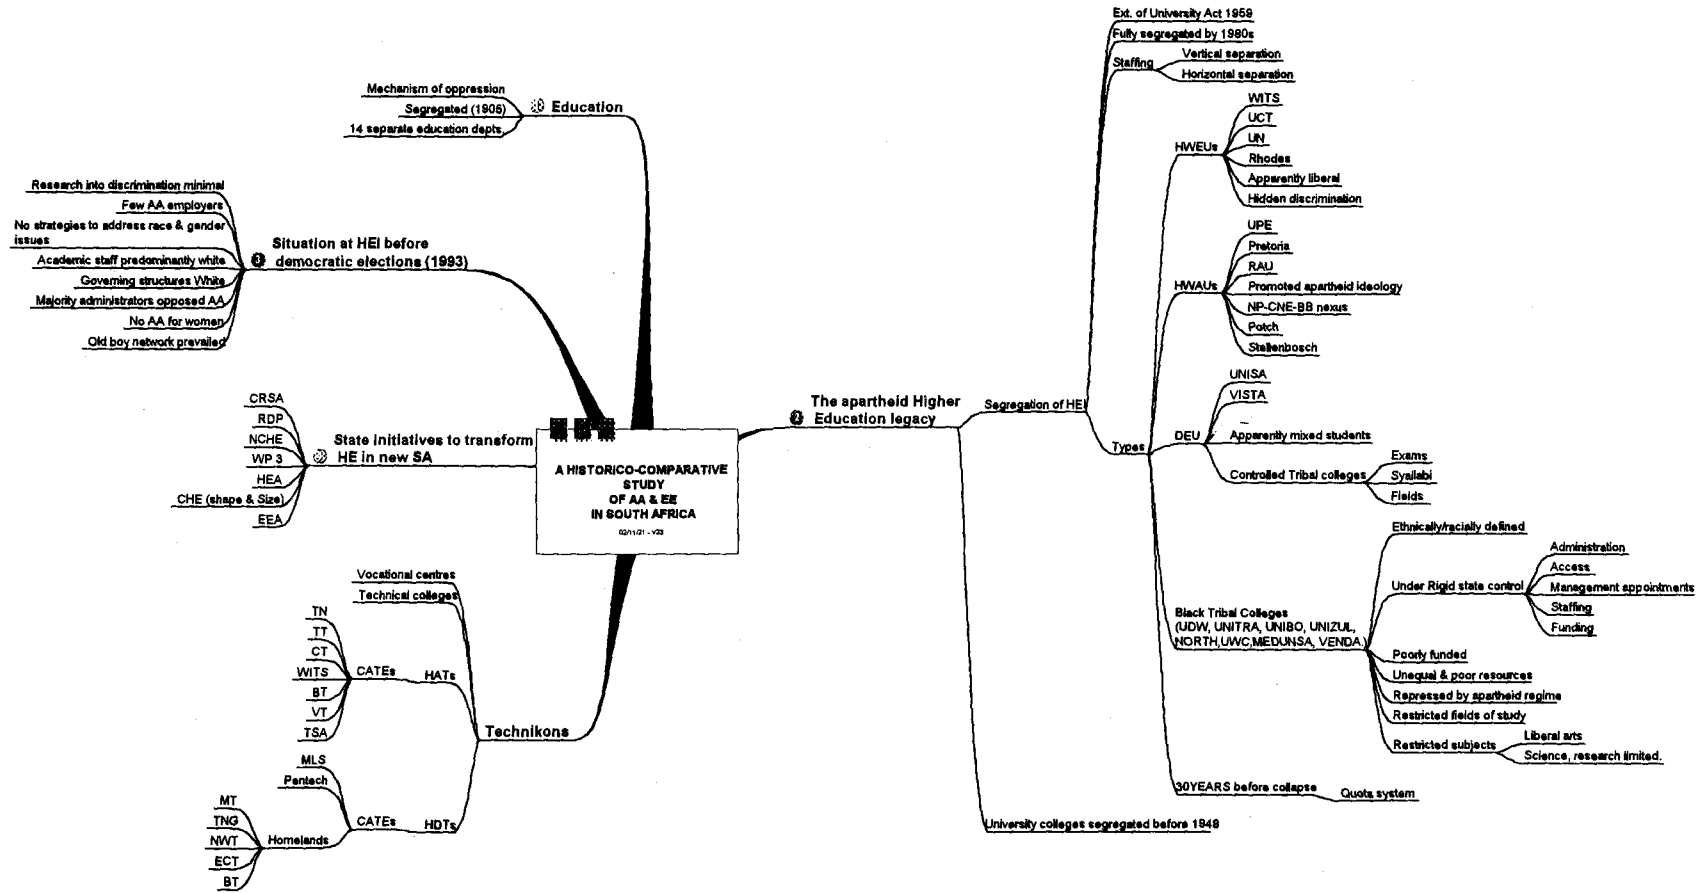 A HISTORICO-COMPARATIVE
STUDY
OF AA & EE
IN SOUTH AFRICA
02/11/21 - v23
Education
Mechanism of oppression
Segregated (1905)
14 separate education depts
The apartheid Higher
Education legacy
Segregation of HEI
Ext. of University Act 1959
Fully segregated by 1980s
Staffing
Vertical separation
Horizontal separation
Types
HWEUs
WITS
UCT
UN
Rhodes
Apparently liberal
Hidden discrimination
HWAUs
UPE
Pretoria
RAU
Promoted apartheid ideology
NP-CNE-BB nexus
Potch
Stellenbosch
DEU
UNISA
VISTA
Apparently mixed students
Controlled Tribal colleges
Exams
Syallabi
Fields
Black Tribal Colleges
(UDW, UNITRA, UNIBO, UNIZUL,
NORTH,UWC,MEDUNSA, VENDA.)
Ethnically/racially defined
Under Rigid state control
Administration
Access
Management appointments
Staffing
Funding
Poorly funded
Unequal & poor resources
Repressed by apartheid regime
Restricted fields of study
Restricted subjects
Liberal arts
Science, research limited.
30YEARS before collapse
Quota system
University colleges segregated before 1948
3
Situation at HEI before
democratic elections (1993)
Research into discrimination minimal
Few AA employers
No strategies to address race & gender
issues
Academic staff predominantly white
Governing structures White
Majority administrators opposed AA
No AA for women
Old boy network prevailed
State initiatives to transform
HE in new SA
CRSA
RDP
NCHE
WP 3
HEA
CHE (shape & Size)
EEA
Technikons
Vocational centres
Technical colleges
HATs
CATEs
TN
TT
CT
WITS
BT
VT
TSA
HDTs
CATEs
MLS
Pentech
Homelands
MT
TNG
NWT
ECT
BT